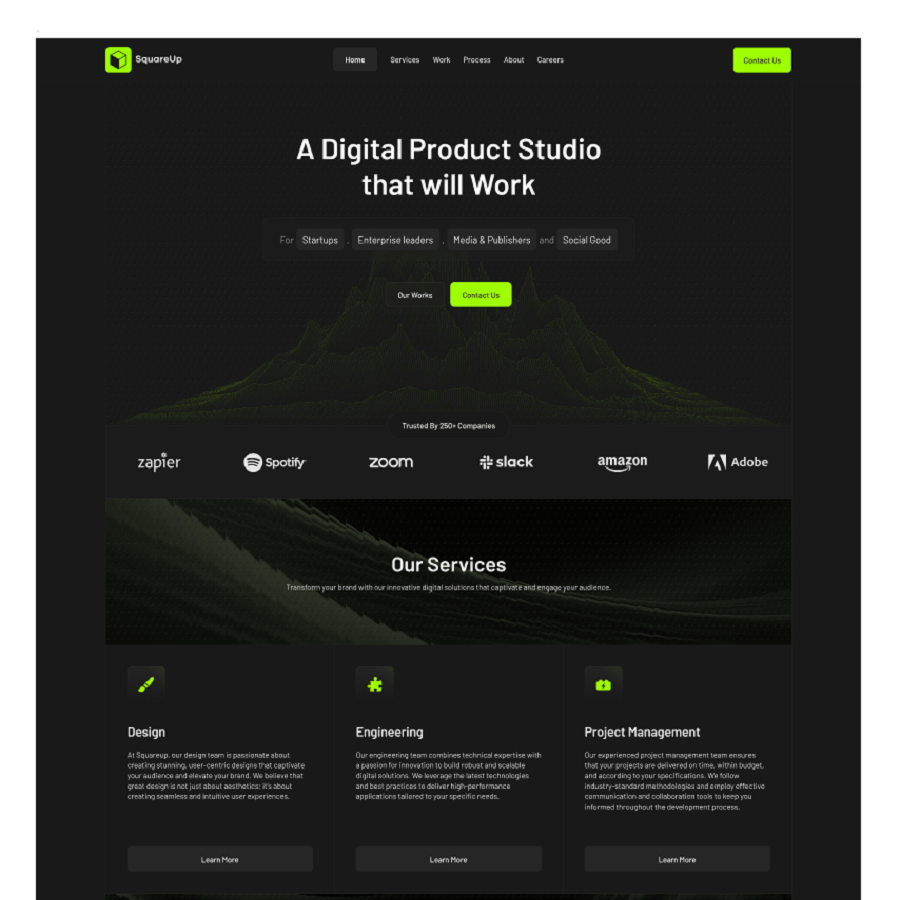 SquareUp
Home Services Work Process About Careers
Contact Us
A Digital Product Studio
that will Work
For Startups , Enterprise leaders , Media & Publishers and Social Good
Our Works Contact Us
Trusted By 250+ Companies
zapier Spotify zoom slack amazon Adobe
Our Services
Transform your brand with our innovative digital solutions that captivate and engage your audience.
Design
At Squareup, our design team is passionate about
creating stunning, user-centric designs that captivate
your audience and elevate your brand. We believe that
great design is not just about aesthetics; it's about
creating seamless and intuitive user experiences.
Learn More
Engineering
Our engineering team combines technical expertise with
a passion for innovation to build robust and scalable
digital solutions. We leverage the latest technologies
and best practices to deliver high-performance
applications tailored to your specific needs.
Learn More
Project Management
Our experienced project management team ensures
that your projects are delivered on time, within budget,
and according to your specifications. We follow
industry-standard methodologies and employ effective
communication and collaboration tools to keep you
informed throughout the development process.
Learn More